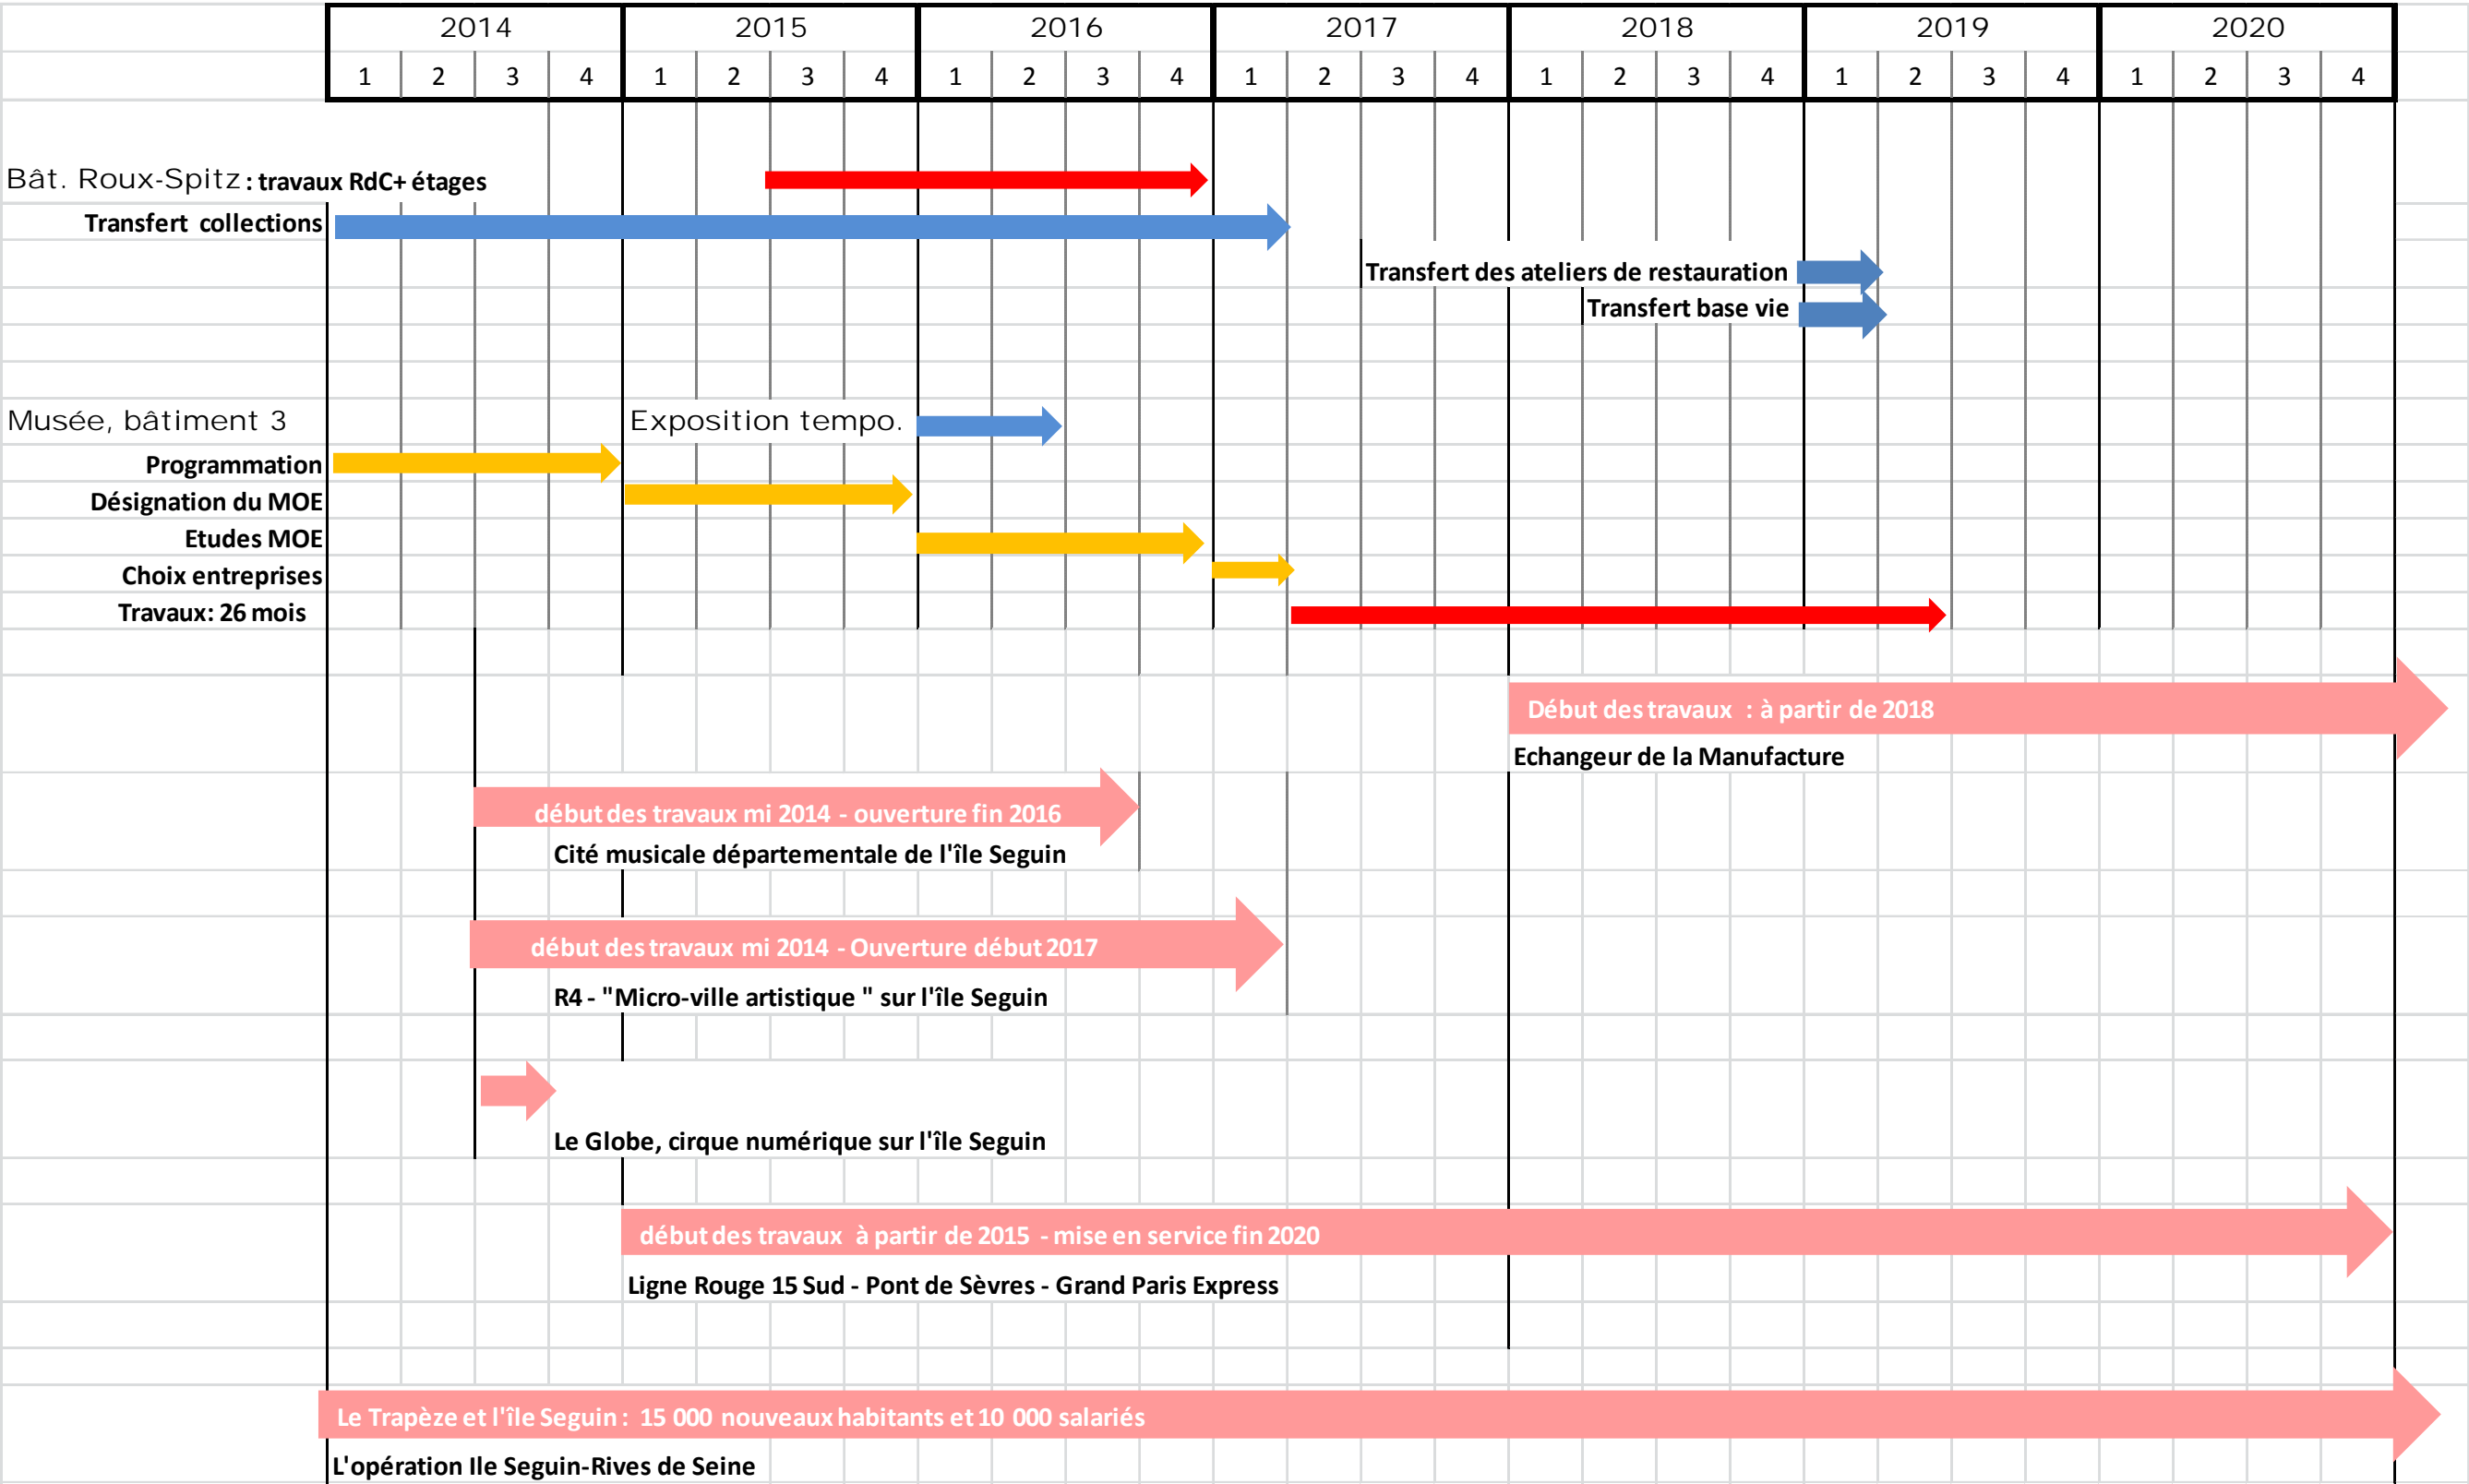 2014 2015 2016 2017 2018 2019 2020
1 2 3 4 1 2 3 4 1 2 3 4 1 2 3 4 1 2 3 4 1 2 3 4 1 2 3 4
Bât. Roux-Spitz : travaux RdC+ étages
Transfert collections
Transfert des ateliers de restauration
Transfert base vie
Musée, bâtiment 3 Exposition tempo.
Programmation
Désignation du MOE
Etudes MOE
Choix entreprises
Travaux: 26 mois
Début des travaux : à partir de 2018
Echangeur de la Manufacture
début des travaux mi 2014 - ouverture fin 2016
Cité musicale départementale de l'île Seguin
début des travaux mi 2014 - Ouverture début 2017
R4 - "Micro-ville artistique " sur l'île Seguin
Le Globe, cirque numérique sur l'île Seguin
début des travaux à partir de 2015 - mise en service fin 2020
Ligne Rouge 15 Sud - Pont de Sèvres - Grand Paris Express
Le Trapèze et l'île Seguin : 15 000 nouveaux habitants et 10 000 salariés
L'opération Ile Seguin-Rives de Seine